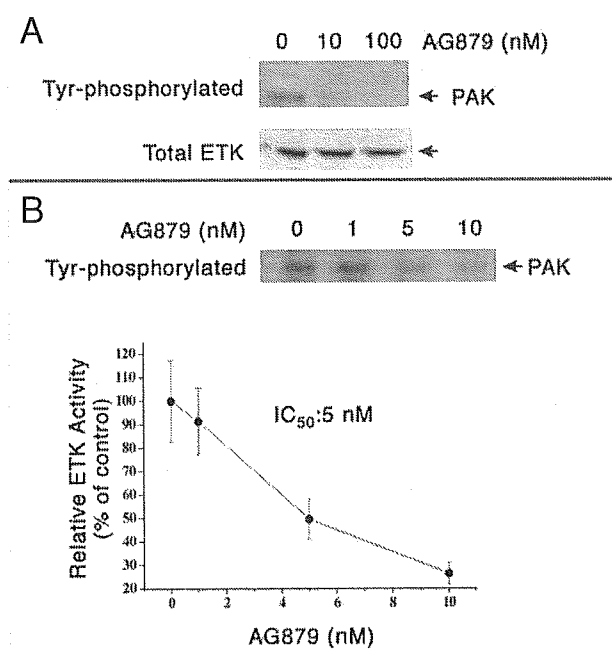 A
0 10 100 AG879 (nM)
Tyr-phosphorylated PAK
Total ETK
B
AG879 (nM) 0 1 5 10
Tyr-phosphorylated PAK
120
110
100
90
80
70
60
50
40
30
20
IC50:5 nM
Relative ETK Activity
(% of control)
0 2 4 6 8 10
AG879 (nM)